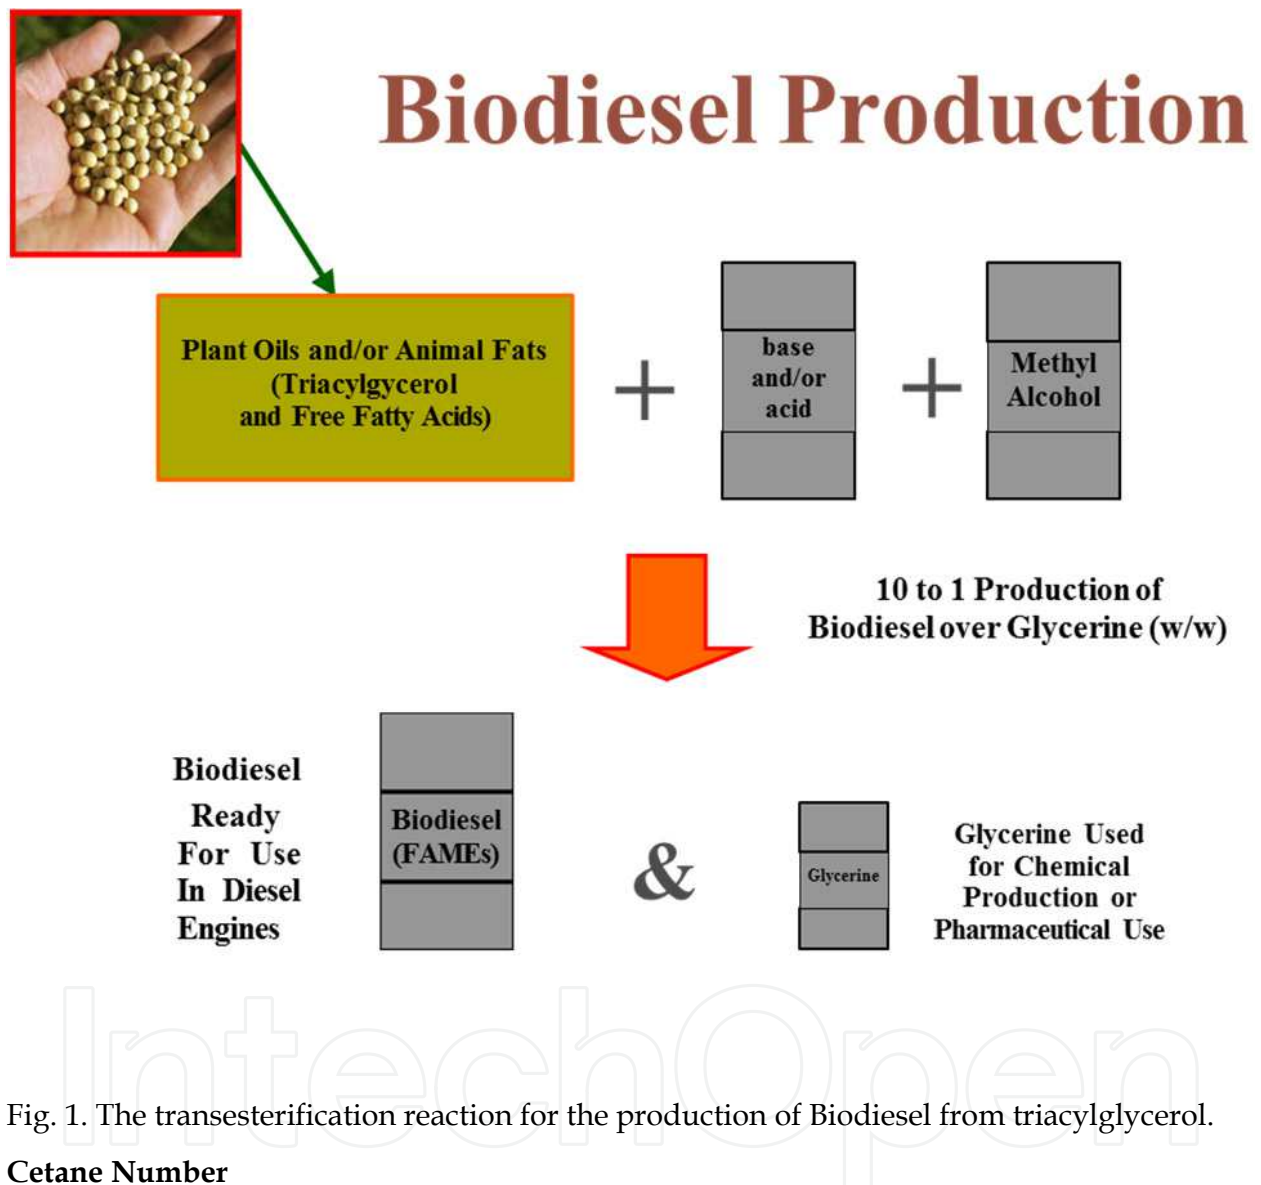 Biodiesel Production
Plant Oils and/or Animal Fats
(Triacylgycerol
and Free Fatty Acids)
+
base
and/or
acid
+
Methyl
Alcohol
10 to 1 Production of
Biodiesel over Glycerine (w/w)
Biodiesel
Ready
For Use
In Diesel
Engines
Biodiesel
(FAMEs)
&
Glycerine
Glycerine Used
for Chemical
Production or
Pharmaceutical Use
IntechOpen
Fig. 1. The transesterification reaction for the production of Biodiesel from triacylglycerol.
Cetane Number